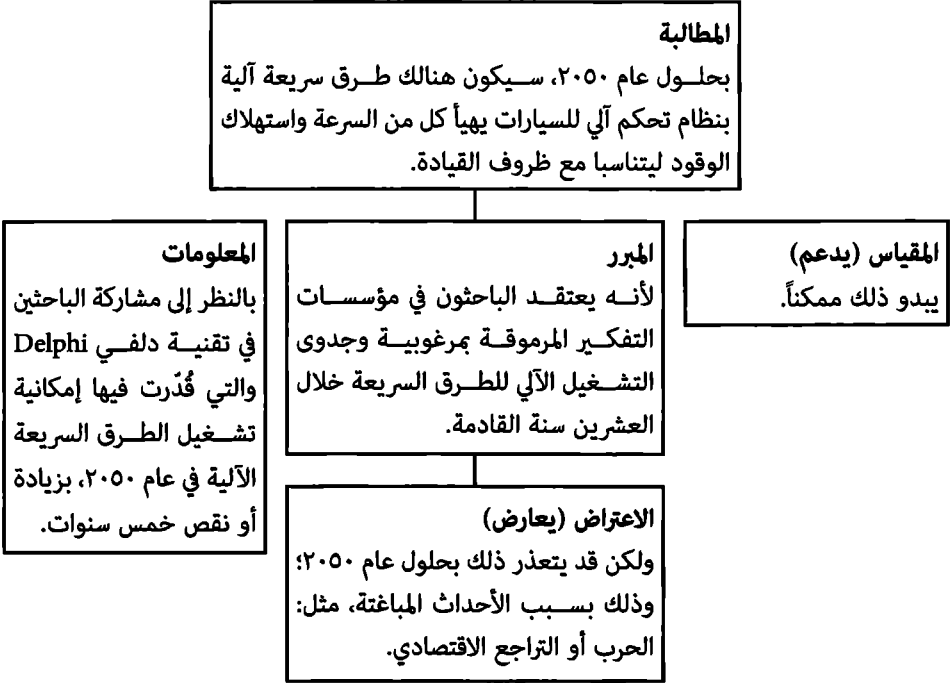 المطالبة
بحلول عام ٢٠٥٠، سيكون هنالك طرق سريعة آلية
بنظام تحكم آلي للسيارات يهيأ كل من السرعة واستهلاك
الوقود ليتناسبا مع ظروف القيادة.
المقياس (يدعم)
يبدو ذلك ممكناً.
المبرر
لأنه يعتقد الباحثون في مؤسسات
التفكير المرموقة بمرغوبية وجدوى
التشغيل الآلي للطرق السريعة خلال
العشرين سنة القادمة.
المعلومات
بالنظر إلى مشاركة الباحثين
في تقنية دلفي Delphi
والتي قُدّرت فيها إمكانية
تشغيل الطرق السريعة
الآلية في عام ٢٠٥٠، بزيادة
أو نقص خمس سنوات.
الاعتراض (يعارض)
ولكن قد يتعذر ذلك بحلول عام ٢٠٥٠؛
وذلك بسبب الأحداث المباغتة، مثل:
الحرب أو التراجع الاقتصادي.